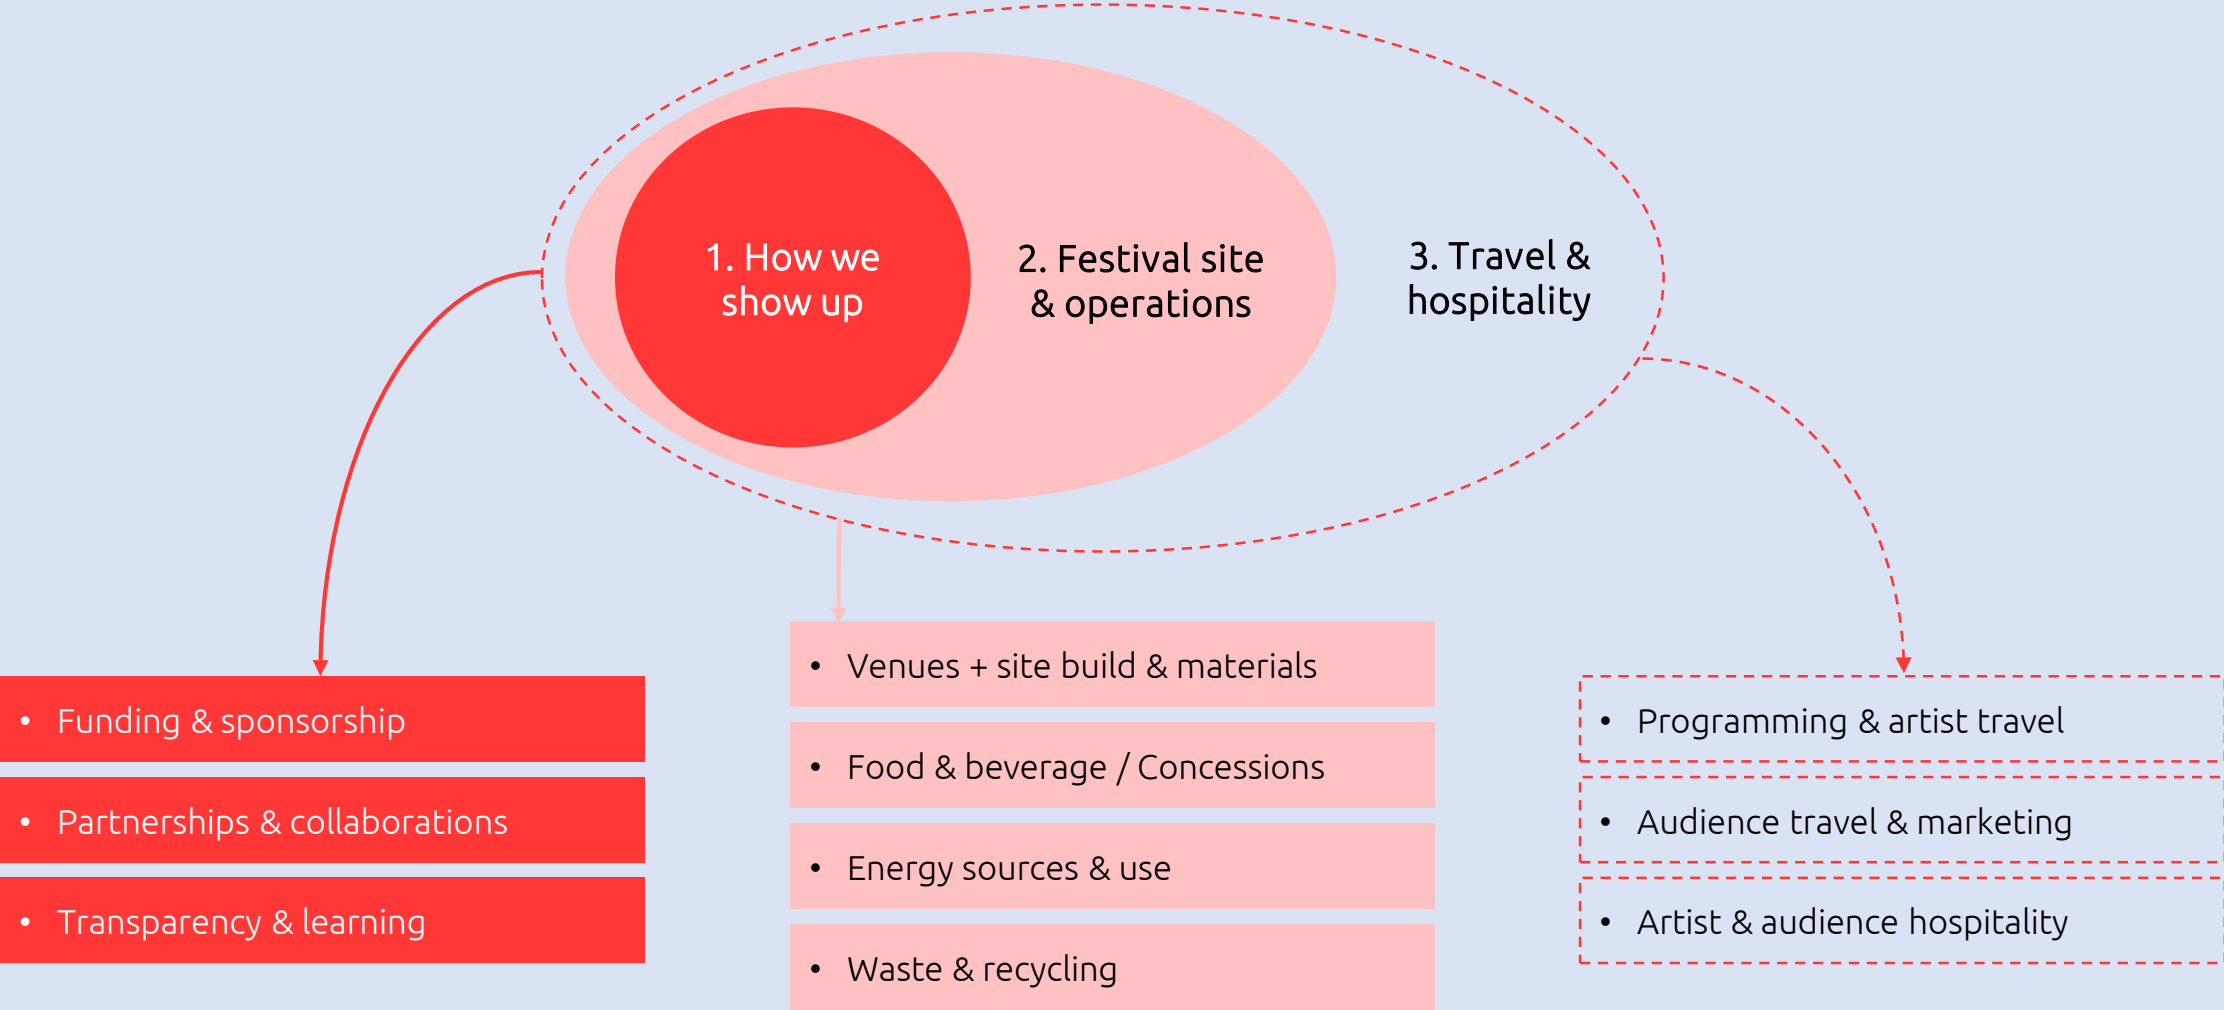 1. How we
show up
2. Festival site
& operations
3. Travel &
hospitality
• Funding & sponsorship
• Partnerships & collaborations
• Transparency & learning
• Venues + site build & materials
• Food & beverage / Concessions
• Energy sources & use
• Waste & recycling
• Programming & artist travel
• Audience travel & marketing
• Artist & audience hospitality